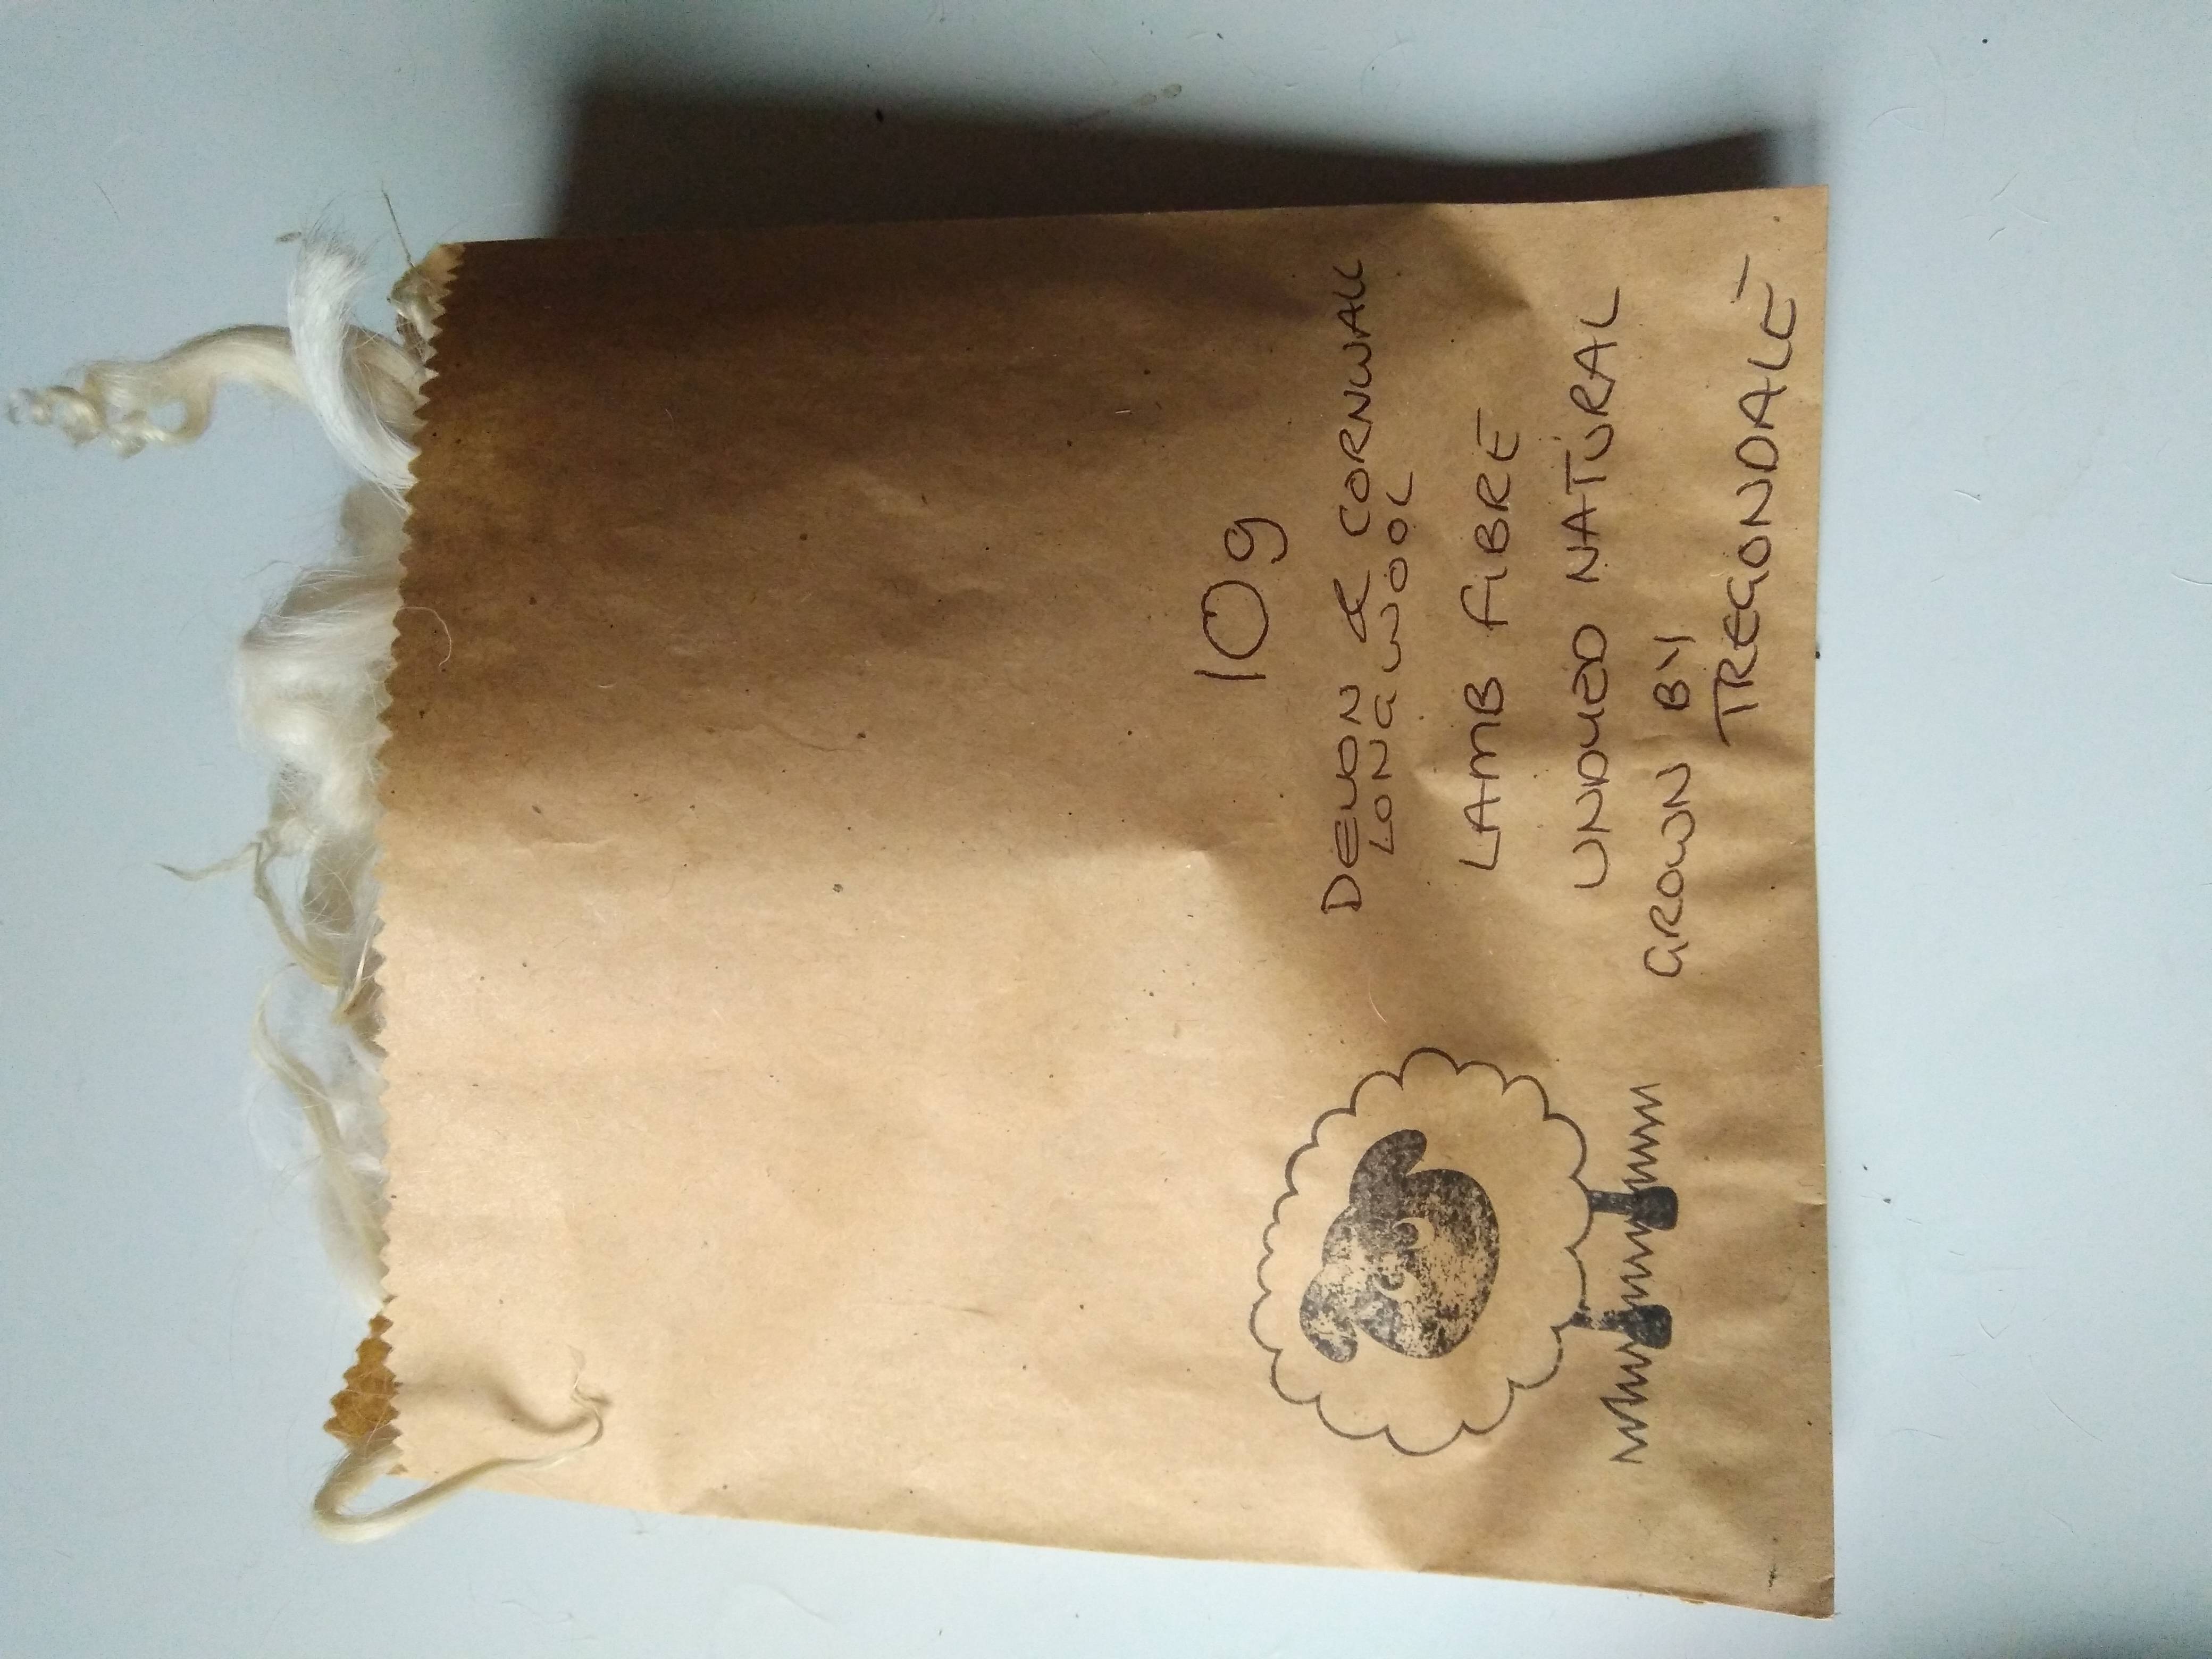 10g
DEVON & CORNWALL
LONGWOOL
LAMB FIBRE
UNDYED NATURAL
GROWN BY
TREGONDALE